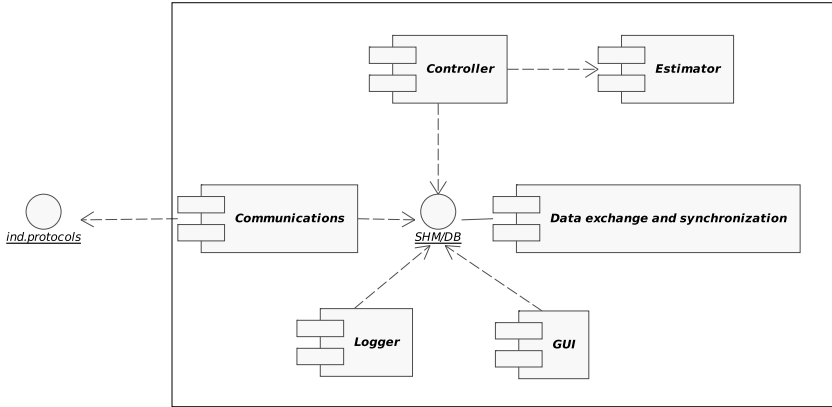 Controller
Estimator
Communications
Data exchange and synchronization
ind.protocols
SHM/DB
Logger
GUI